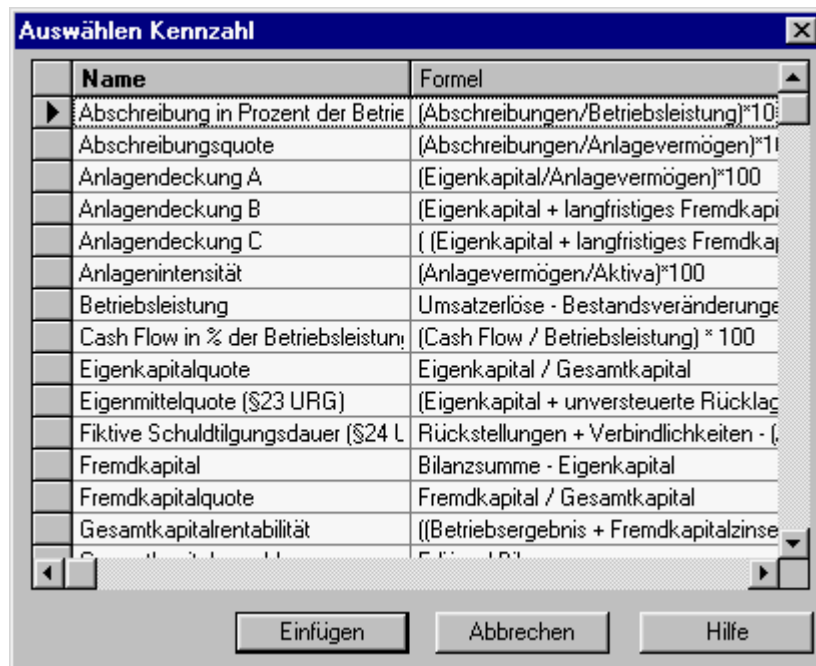 Auswählen Kennzahl
Name Formel
Abschreibung in Prozent der Betrie (Abschreibungen/Betriebsleistung)*10
Abschreibungsquote (Abschreibungen/Anlagevermögen)*1
Anlagendeckung A (Eigenkapital/Anlagevermögen)*100
Anlagendeckung B (Eigenkapital + langfristiges Fremdkapi
Anlagendeckung C ( (Eigenkapital + langfristiges Fremdka
Anlagenintensität (Anlagevermögen/Aktiva)*100
Betriebsleistung Umsatzerlöse - Bestandsveränderunge
Cash Flow in % der Betriebsleistun (Cash Flow / Betriebsleistung) * 100
Eigenkapitalquote Eigenkapital / Gesamtkapital
Eigenmittelquote (§23 URG) (Eigenkapital + unversteuerte Rücklag
Fiktive Schuldtilgungsdauer (§24 U Rückstellungen + Verbindlichkeiten - (
Fremdkapital Bilanzsumme - Eigenkapital
Fremdkapitalquote Fremdkapital / Gesamtkapital
Gesamtkapitalrentabilität ((Betriebsergebnis + Fremdkapitalzinse
Einfügen Abbrechen Hilfe